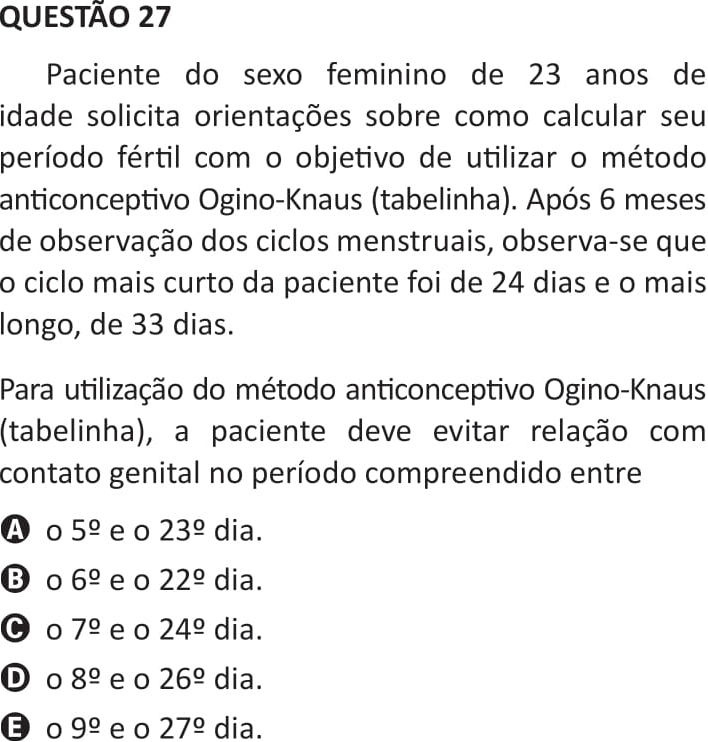 QUESTÃO 27
Paciente do sexo feminino de 23 anos de
idade solicita orientações sobre como calcular seu
período fértil com o objetivo de utilizar o método
anticonceptivo Ogino-Knaus (tabelinha). Após 6 meses
de observação dos ciclos menstruais, observa-se que
o ciclo mais curto da paciente foi de 24 dias e o mais
longo, de 33 dias.
Para utilização do método anticonceptivo Ogino-Knaus
(tabelinha), a paciente deve evitar relação com
contato genital no período compreendido entre
A o 5º e o 23º dia.
B o 6º e o 22º dia.
C o 7º e o 24º dia.
D o 8º e o 26º dia.
E o 9º e o 27º dia.